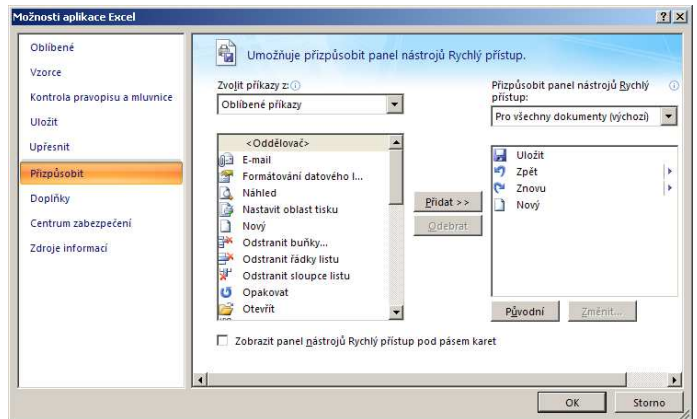 Možnosti aplikace Excel
Oblíbené
Vzorce
Kontrola pravopisu a mluvnice
Uložit
Upřesnit
Přizpůsobit
Doplňky
Centrum zabezpečení
Zdroje informací
Umožňuje přizpůsobit panel nástrojů Rychlý přístup.
Zvolit příkazy z:
Oblíbené příkazy
<Oddělovač>
E-mail
Formátování datového l...
Náhled
Nastavit oblast tisku
Nový
Odstranit buňky...
Odstranit řádky listu
Odstranit sloupce listu
Opakovat
Otevřít
Přidat >>
Odebrat
Přizpůsobit panel nástrojů Rychlý
přístup:
Pro všechny dokumenty (výchozí)
Uložit
Zpět
Znovu
Nový
Původní
Změnit...
Zobrazit panel nástrojů Rychlý přístup pod pásem karet
OK
Storno